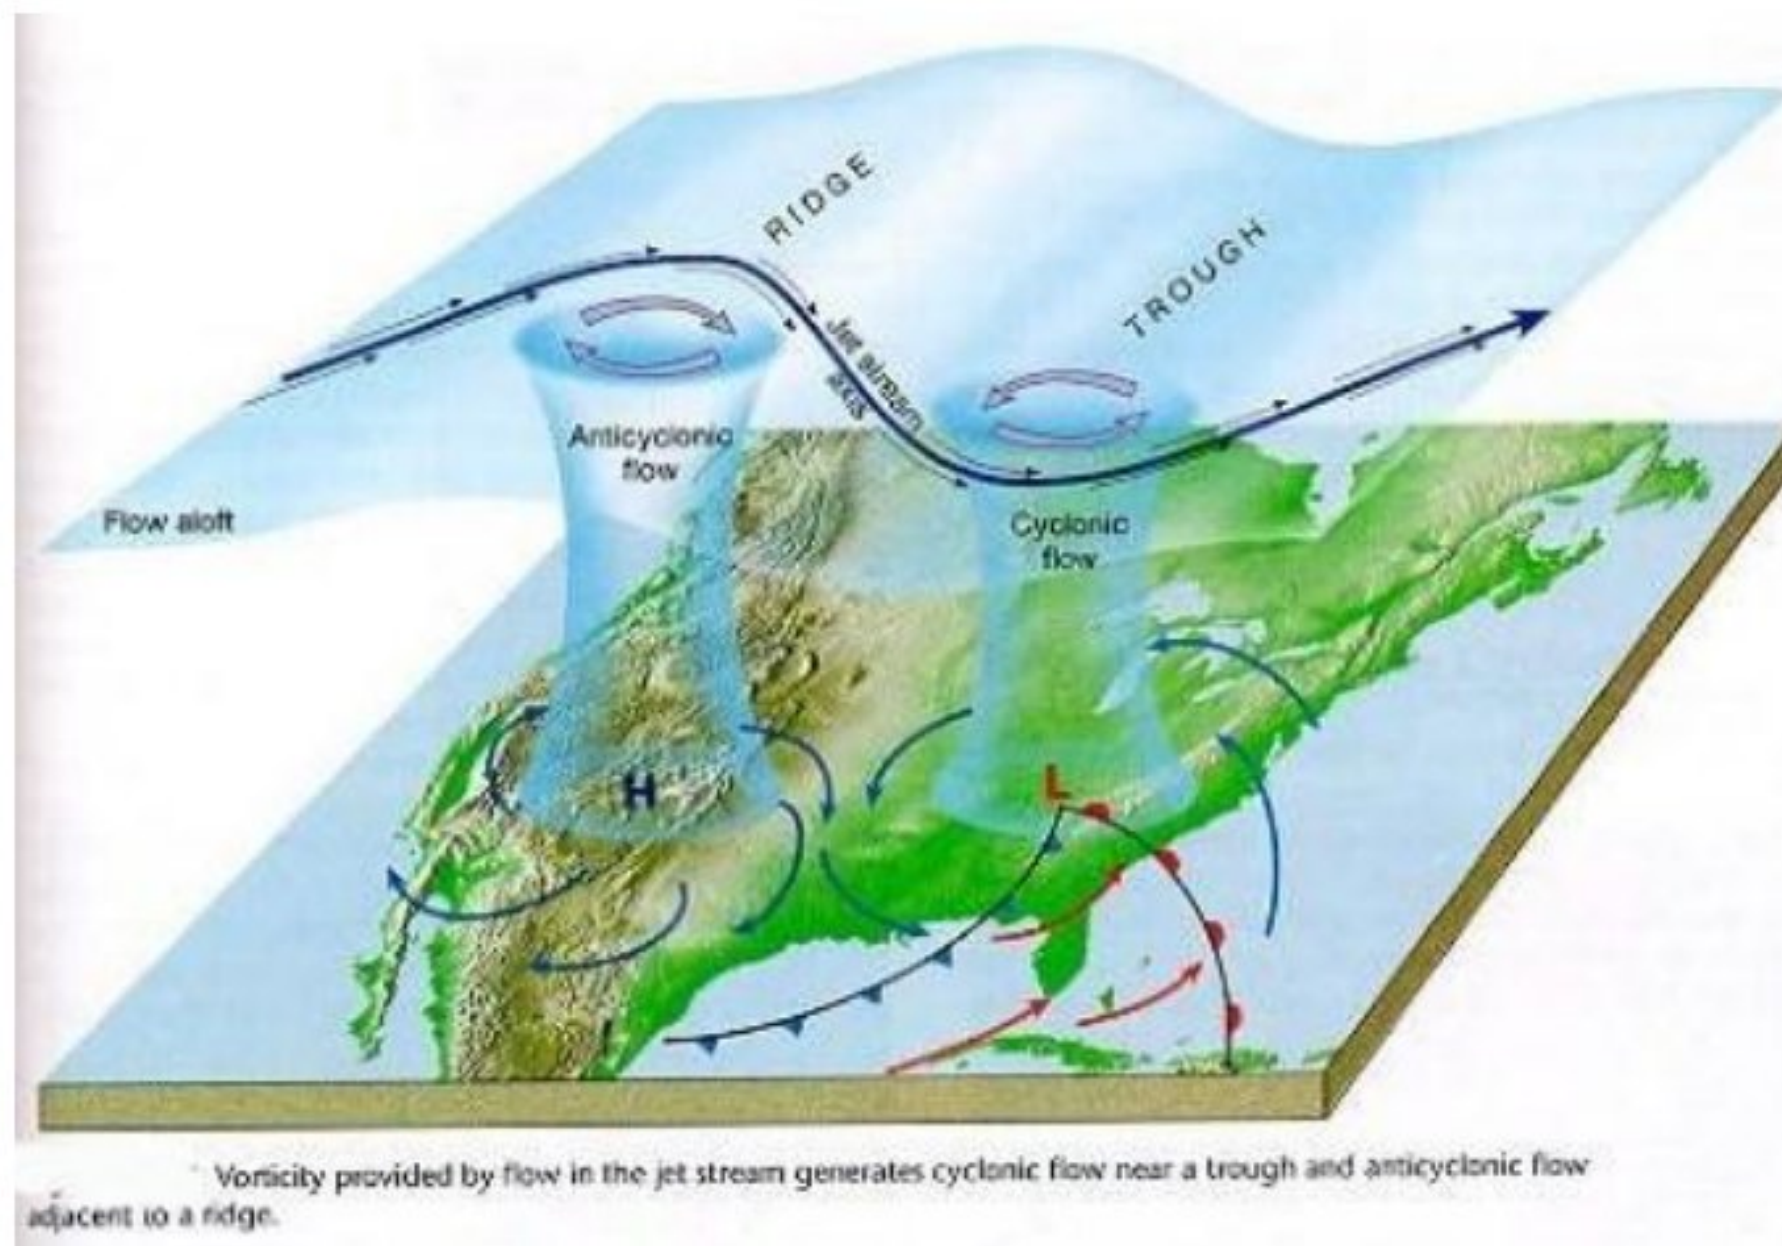 RIDGE
TROUGH
Jet stream
axis
Anticyclonic
flow
Flow aloft
Cyclonic
flow
H
L
Vorticity provided by flow in the jet stream generates cyclonic flow near a trough and anticyclonic flow
adjacent to a ridge.